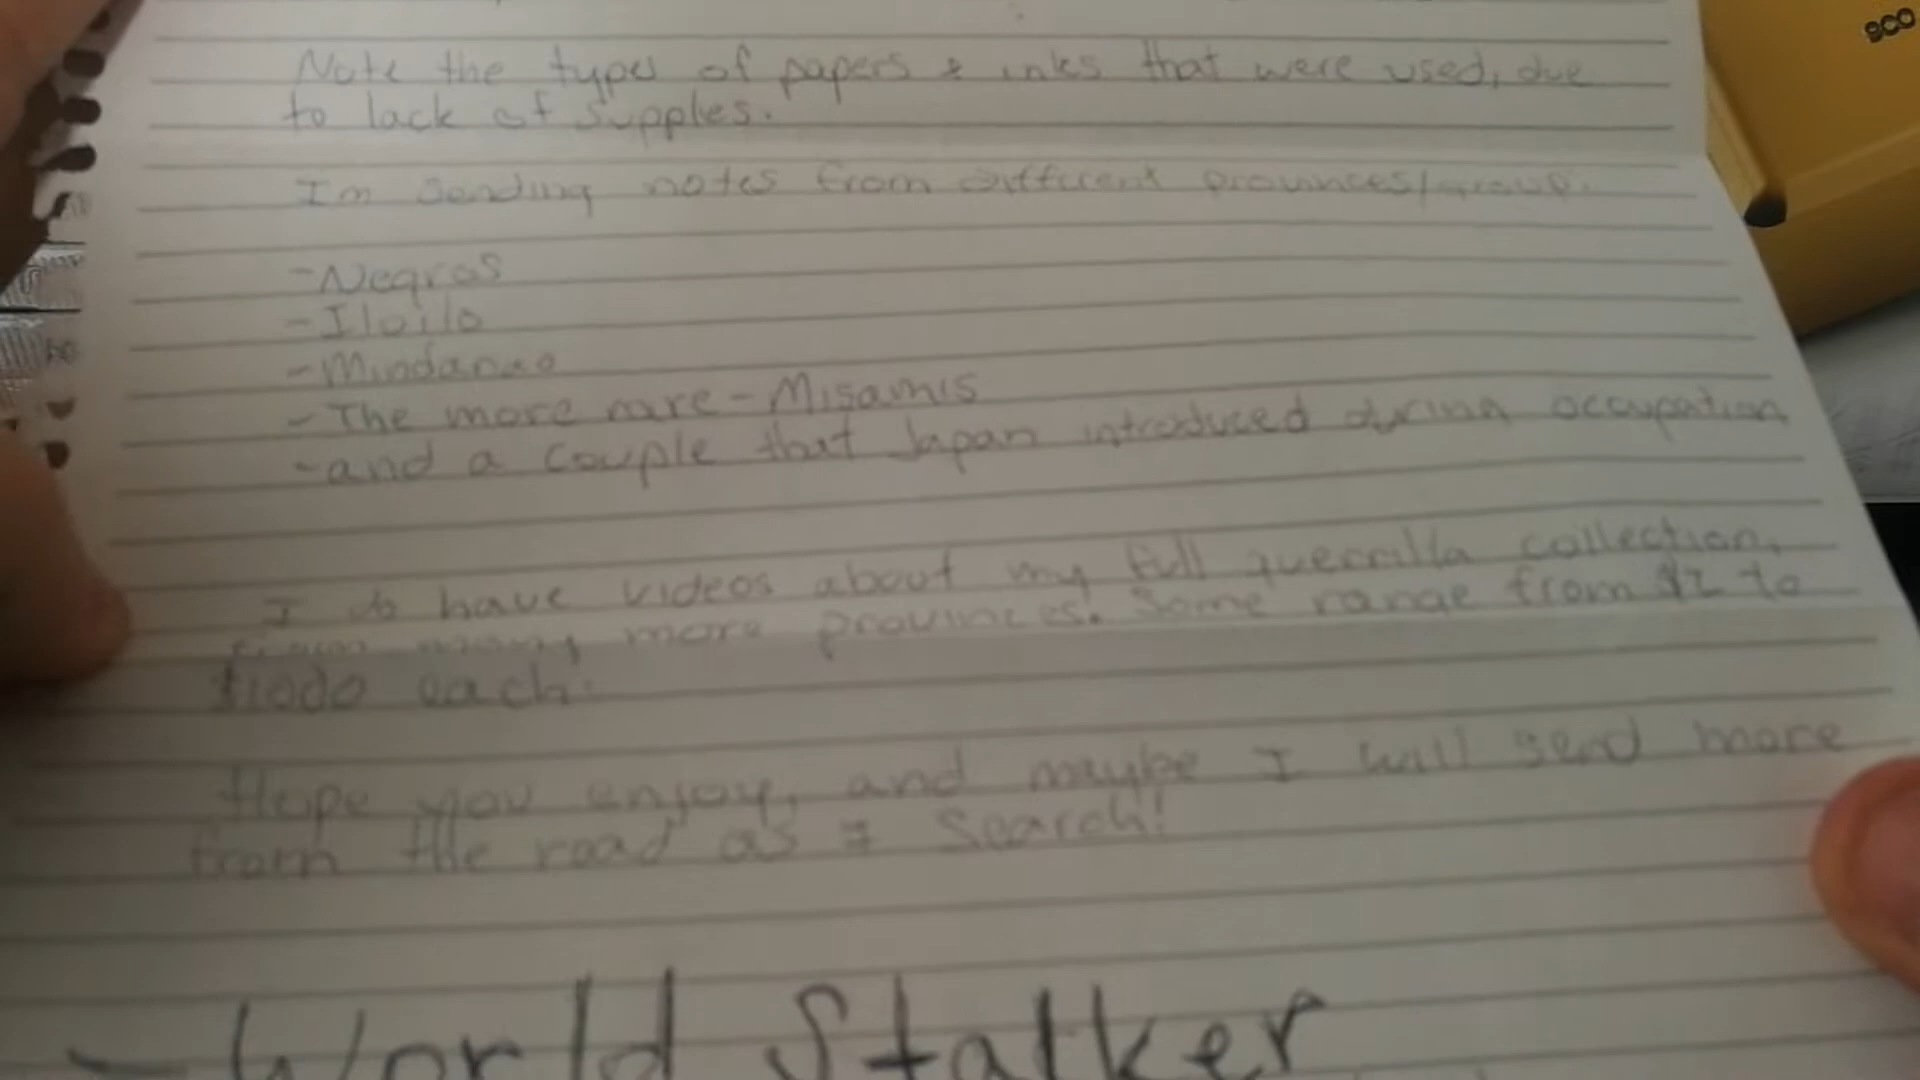 Note the types of papers & inks that were used, due
to lack of supplies.
Im sending notes from different provinces/group.
-Negros
-Iloilo
-Mindanao
-The more rare-Misamis
-and a couple that Japan introduced during occupation
I do have videos about my full guerrilla collection,
many more provinces. Some range from $2 to
each.
Hope you enjoy, and maybe I will send more
from the road as I Search!
- World Stalker